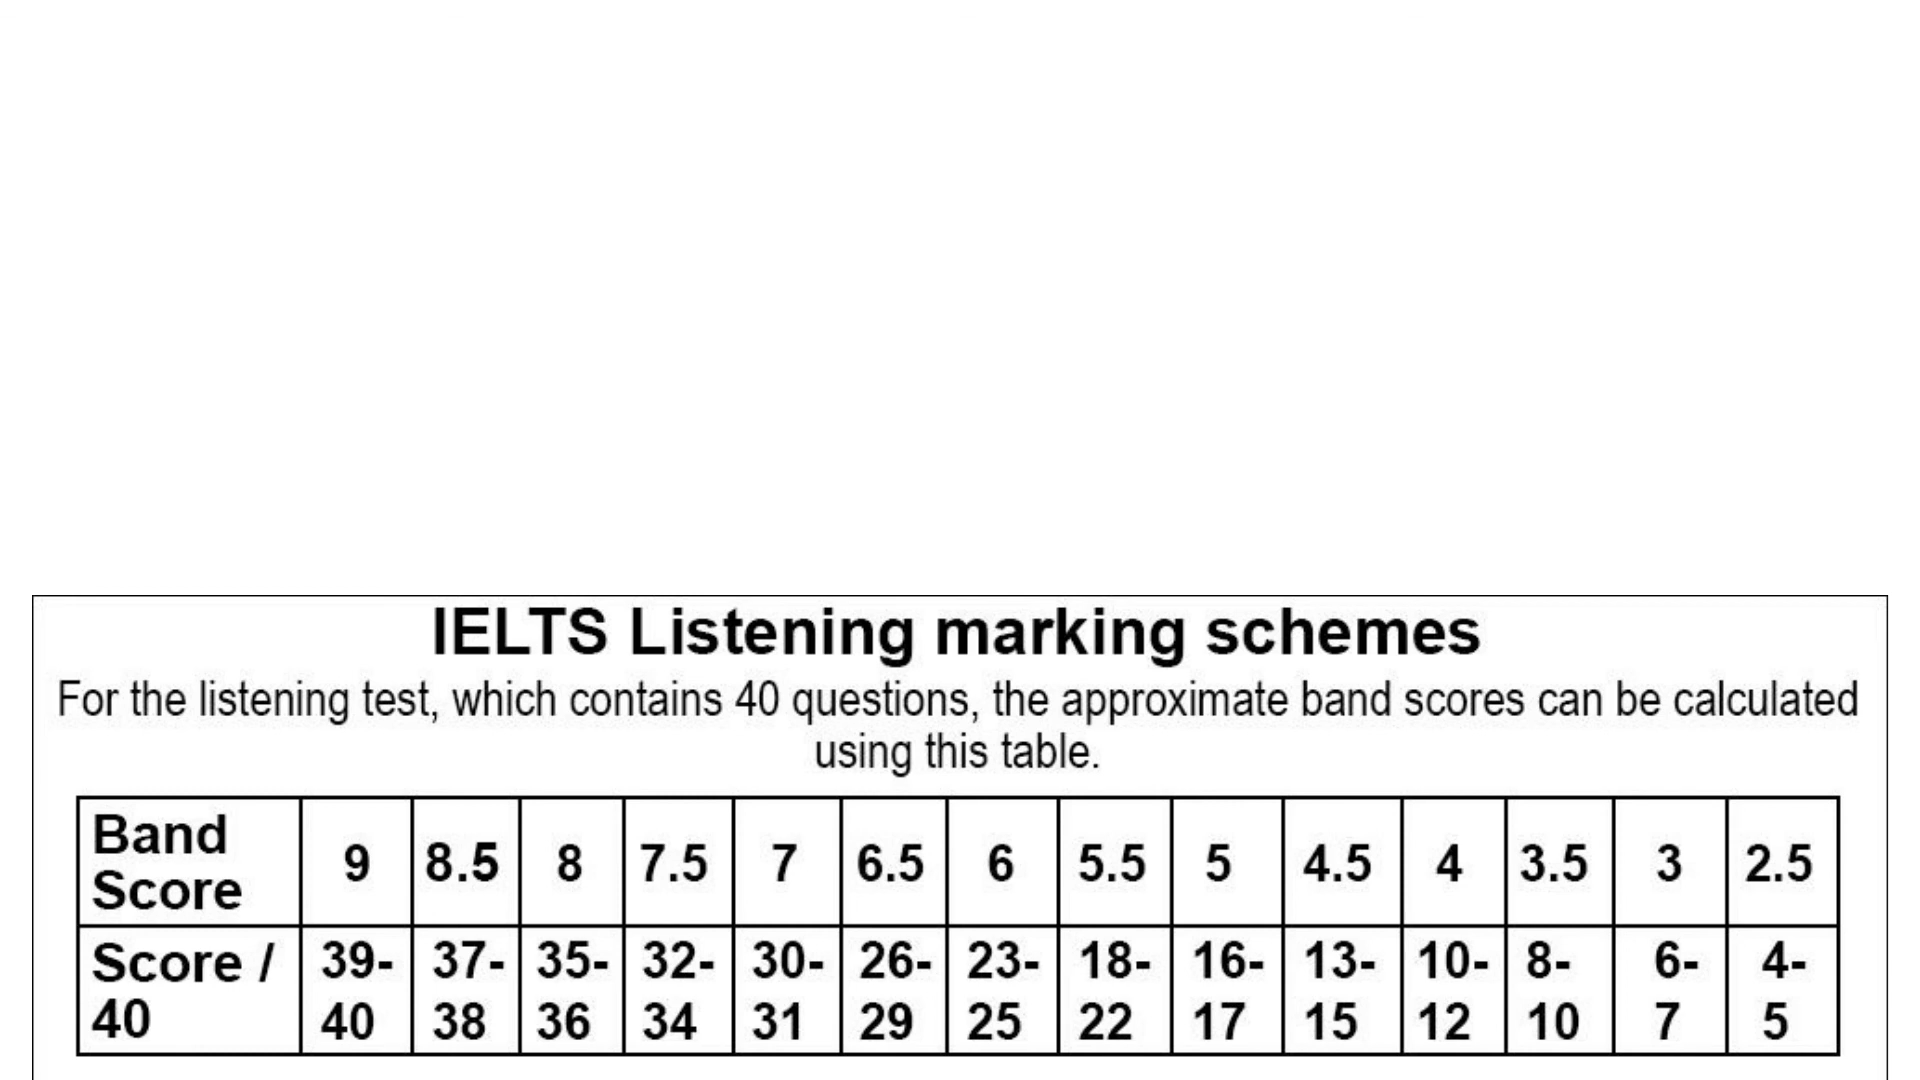 IELTS Listening marking schemes
For the listening test, which contains 40 questions, the approximate band scores can be calculated
using this table.
Band Score 9 8.5 8 7.5 7 6.5 6 5.5 5 4.5 4 3.5 3 2.5
Score / 40 39-40 37-38 35-36 32-34 30-31 26-29 23-25 18-22 16-17 13-15 10-12 8-10 6-7 4-5